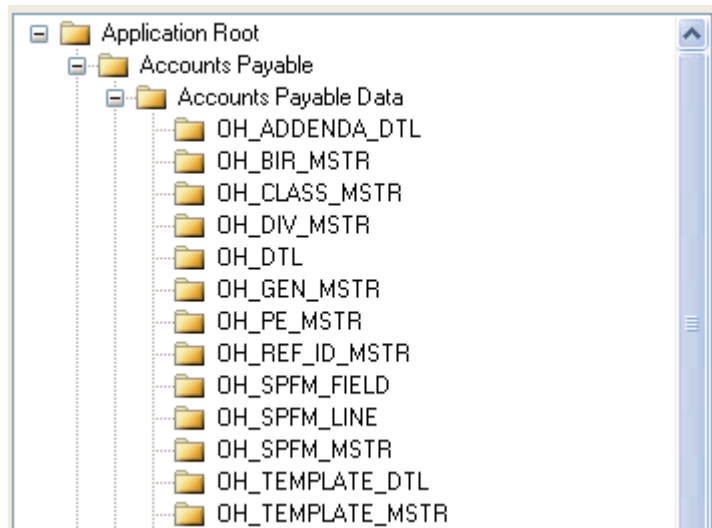 Application Root
Accounts Payable
Accounts Payable Data
OH_ADDENDA_DTL
OH_BIR_MSTR
OH_CLASS_MSTR
OH_DIV_MSTR
OH_DTL
OH_GEN_MSTR
OH_PE_MSTR
OH_REF_ID_MSTR
OH_SPFM_FIELD
OH_SPFM_LINE
OH_SPFM_MSTR
OH_TEMPLATE_DTL
OH_TEMPLATE_MSTR